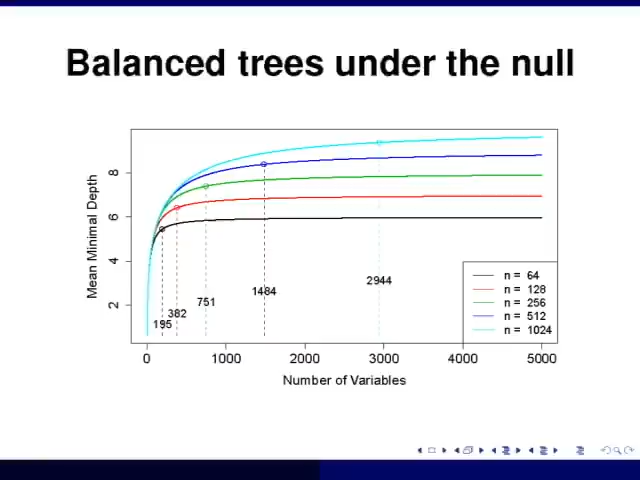 Balanced trees under the null
Mean Minimal Depth
8
6
4
2
195
382
751
1484
2944
n = 64
n = 128
n = 256
n = 512
n = 1024
0 1000 2000 3000 4000 5000
Number of Variables